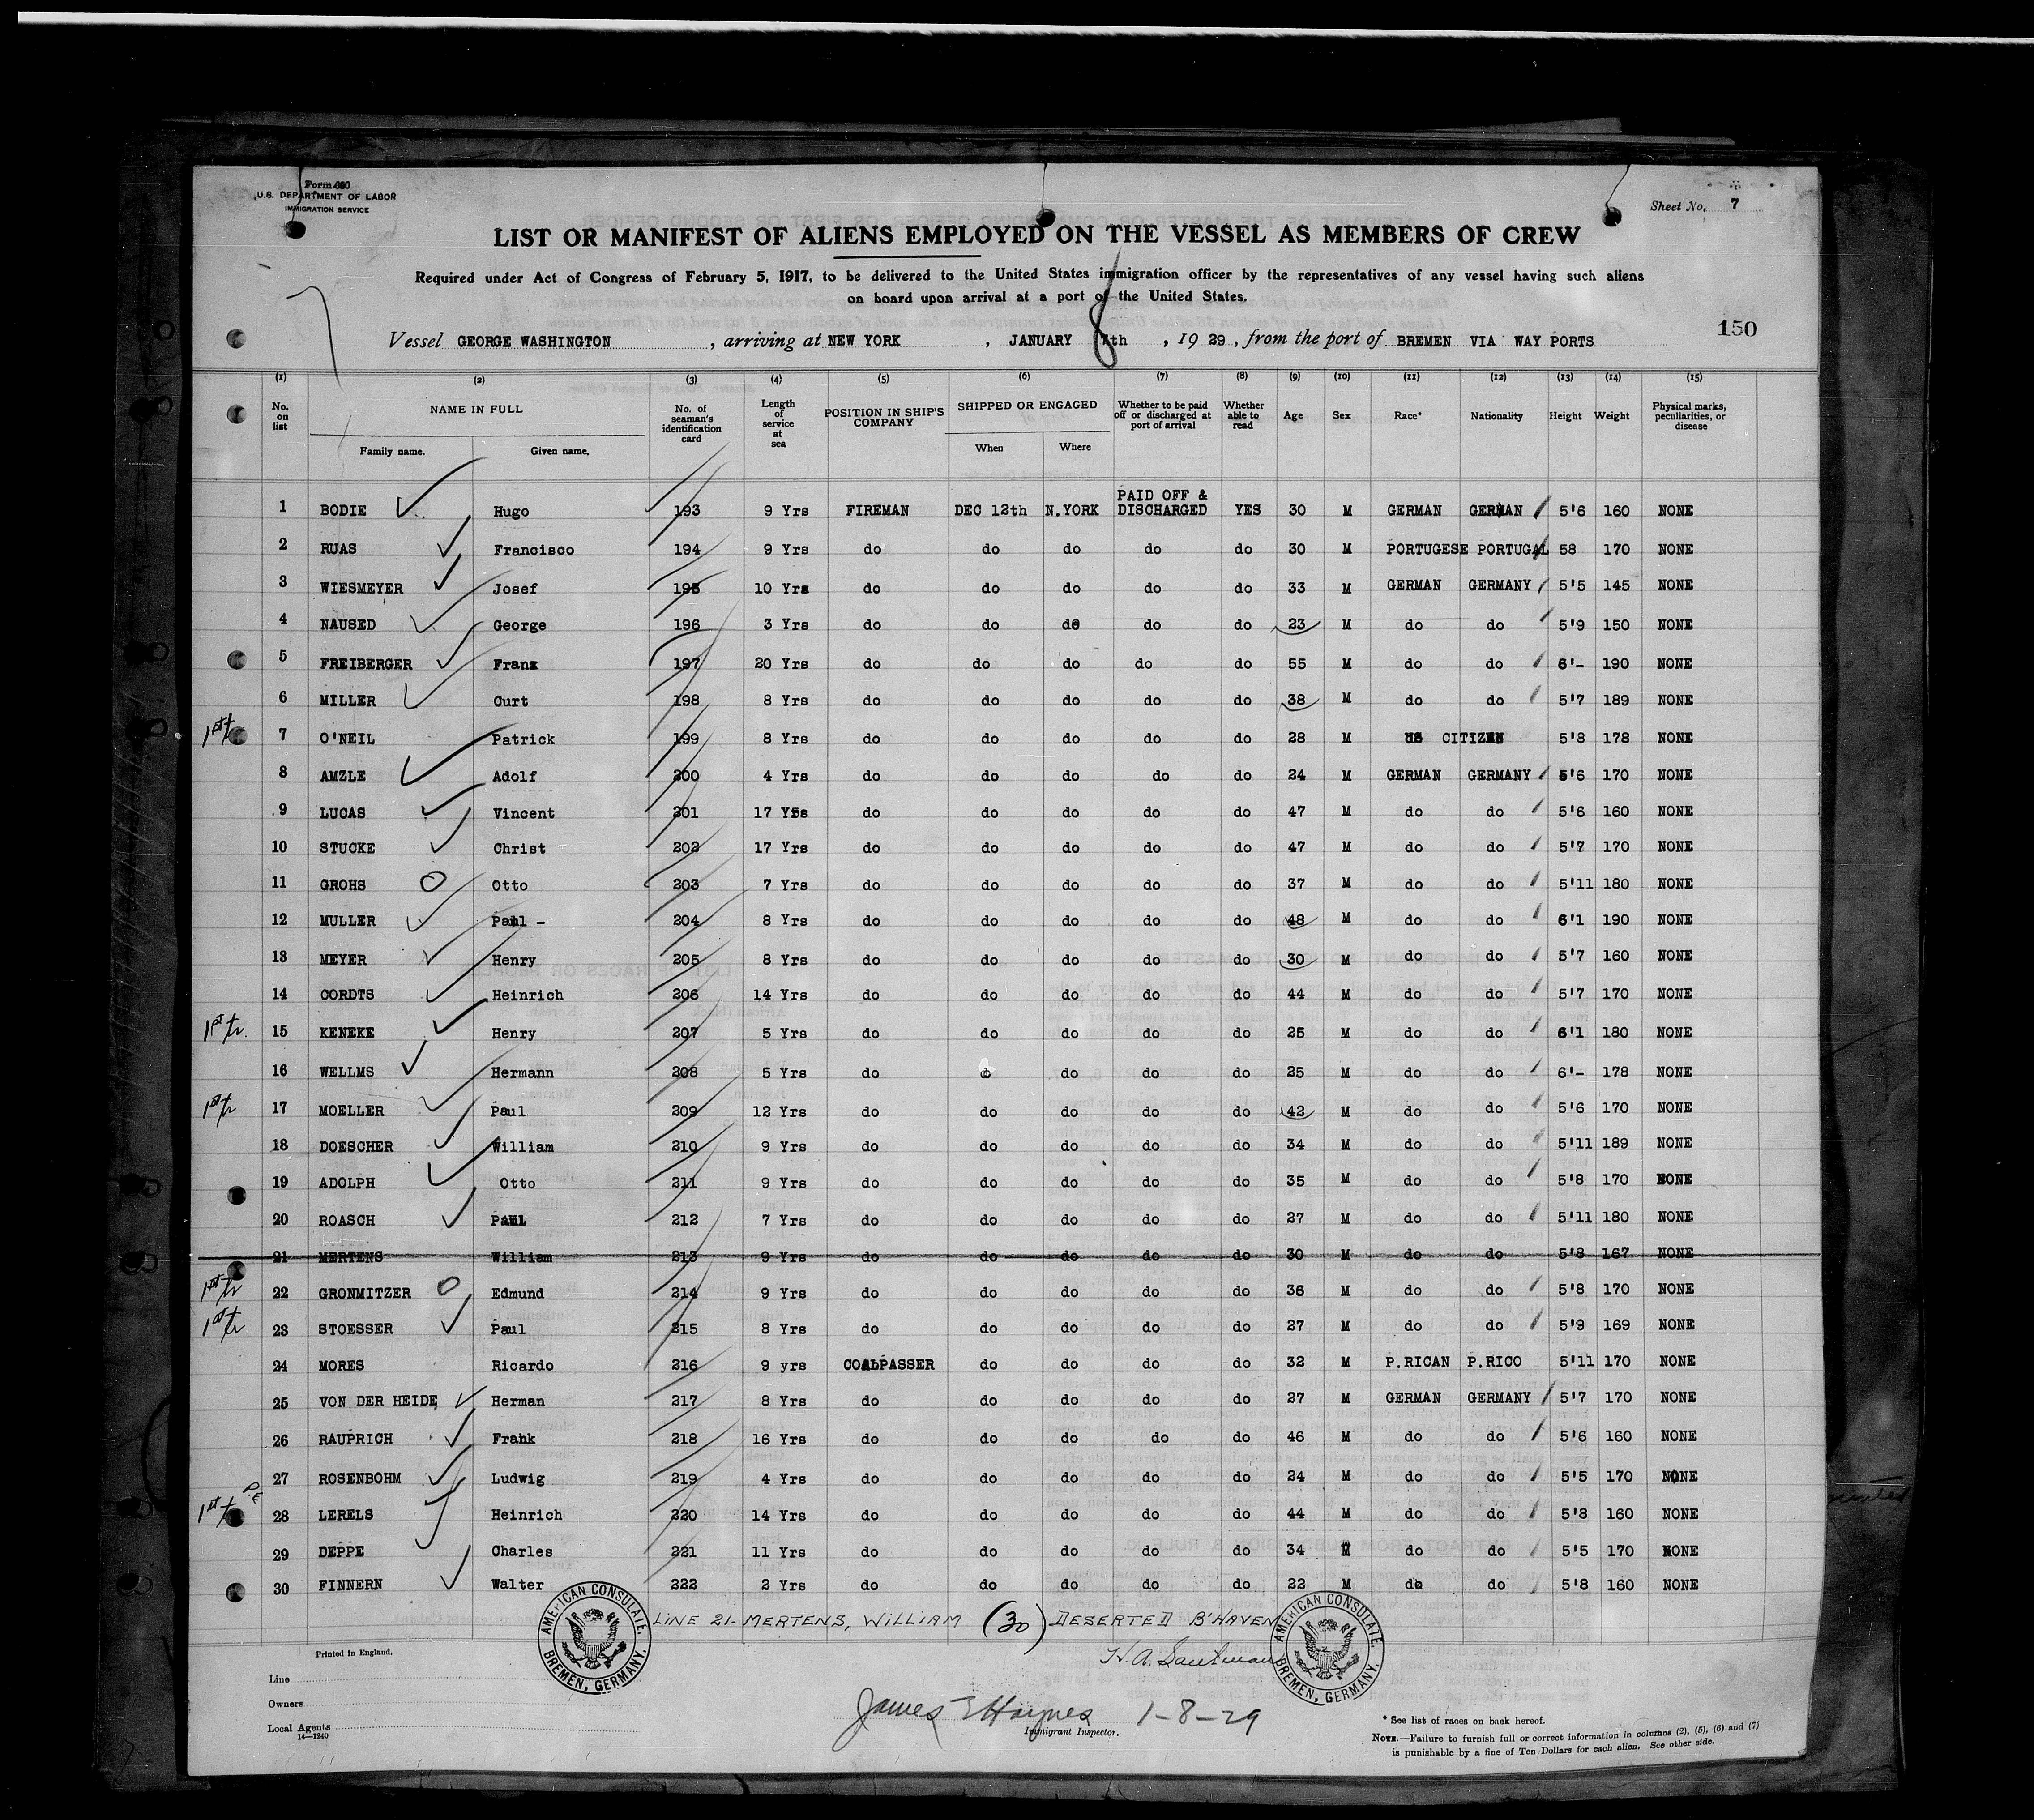 Form 680
U.S. DEPARTMENT OF LABOR
IMMIGRATION SERVICE
Sheet No. 7
LIST OR MANIFEST OF ALIENS EMPLOYED ON THE VESSEL AS MEMBERS OF CREW
Required under Act of Congress of February 5, 1917, to be delivered to the United States immigration officer by the representatives of any vessel having such aliens
on board upon arrival at a port of the United States.
Vessel GEORGE WASHINGTON , arriving at NEW YORK , JANUARY 8 7th , 19 29 , from the port of BREMEN VIA WAY PORTS
150
(1) (2) (3) (4) (5) (6) (7) (8) (9) (10) (11) (12) (13) (14) (15)
No. on list NAME IN FULL Family name. Given name. No. of seaman's identification card Length of service at sea POSITION IN SHIP'S COMPANY SHIPPED OR ENGAGED When Where Whether to be paid off or discharged at port of arrival Whether able to read Age Sex Race* Nationality Height Weight Physical marks, peculiarities, or disease
1 BODIE Hugo 193 9 Yrs FIREMAN DEC 12th N.YORK PAID OFF & DISCHARGED YES 30 M GERMAN GERMAN 5'6 160 NONE
2 RUAS Francisco 194 9 Yrs do do do do do 30 M PORTUGESE PORTUGAL 58 170 NONE
3 WIESMEYER Josef 195 10 Yrs do do do do do 33 M GERMAN GERMANY 5'5 145 NONE
4 NAUSED George 196 3 Yrs do do do do do 23 M do do 5'9 150 NONE
5 FREIBERGER Franz 197 20 Yrs do do do do do 55 M do do 6'- 190 NONE
6 MILLER Curt 198 8 Yrs do do do do do 38 M do do 5'7 189 NONE
1st tr 7 O'NEIL Patrick 199 8 Yrs do do do do do 28 M US CITIZEN 5'8 178 NONE
8 AMZLE Adolf 200 4 Yrs do do do do do 24 M GERMAN GERMANY 5'6 170 NONE
9 LUCAS Vincent 201 17 Yrs do do do do do 47 M do do 5'6 160 NONE
10 STUCKE Christ 202 17 Yrs do do do do do 47 M do do 5'7 170 NONE
11 GROHS Otto 203 7 Yrs do do do do do 37 M do do 5'11 180 NONE
12 MULLER Paul - 204 8 Yrs do do do do do 48 M do do 6'1 190 NONE
13 MEYER Henry 205 8 Yrs do do do do do 30 M do do 5'7 160 NONE
14 CORDTS Heinrich 206 14 Yrs do do do do do 44 M do do 5'7 170 NONE
1st tr. 15 KENEKE Henry 207 5 Yrs do do do do do 25 M do do 6'1 180 NONE
16 WELLMS Hermann 208 5 Yrs do do do do do 25 M do do 6'- 178 NONE
1st tr 17 MOELLER Paul 209 12 Yrs do do do do do 42 M do do 5'6 170 NONE
18 DOESCHER William 210 9 Yrs do do do do do 34 M do do 5'11 189 NONE
19 ADOLPH Otto 211 9 Yrs do do do do do 35 M do do 5'8 170 NONE
20 ROASCH PAUL 212 7 Yrs do do do do do 27 M do do 5'11 180 NONE
21 MERTENS William 213 9 Yrs do do do do do 30 M do do 5'8 167 NONE
1st tr 22 GRONMITZER Edmund 214 9 Yrs do do do do do 36 M do do 5'8 170 NONE
1st tr 23 STOESSER Paul 215 8 Yrs do do do do do 27 M do do 5'9 169 NONE
24 MORES Ricardo 216 9 yrs COALPASSER do do do do 32 M P.RICAN P.RICO 5'11 170 NONE
25 VON DER HEIDE Herman 217 8 Yrs do do do do do 27 M GERMAN GERMANY 5'7 170 NONE
26 RAUPRICH Frank 218 16 Yrs do do do do do 46 M do do 5'6 160 NONE
27 ROSENBOHM Ludwig 219 4 Yrs do do do do do 24 M do do 5'5 170 NONE
1st t P.E 28 LERELS Heinrich 220 14 Yrs do do do do do 44 M do do 5'8 160 NONE
29 DEPPE Charles 221 11 Yrs do do do do do 34 M do do 5'5 170 NONE
30 FINNERN Walter 222 2 Yrs do do do do do 22 M do do 5'8 160 NONE
AMERICAN CONSULATE. BREMEN, GERMANY.
LINE 21- MERTENS, WILLIAM (30) DESERTED B'HAVEN
AMERICAN CONSULATE. BREMEN, GERMANY.
Printed in England.
Line
Owners
Local Agents
14—1240
James E Haynes 1-8-29
Immigrant Inspector.
* See list of races on back hereof.
NOTE.—Failure to furnish full or correct information in columns (2), (5), (6) and (7)
is punishable by a fine of Ten Dollars for each alien. See other side.